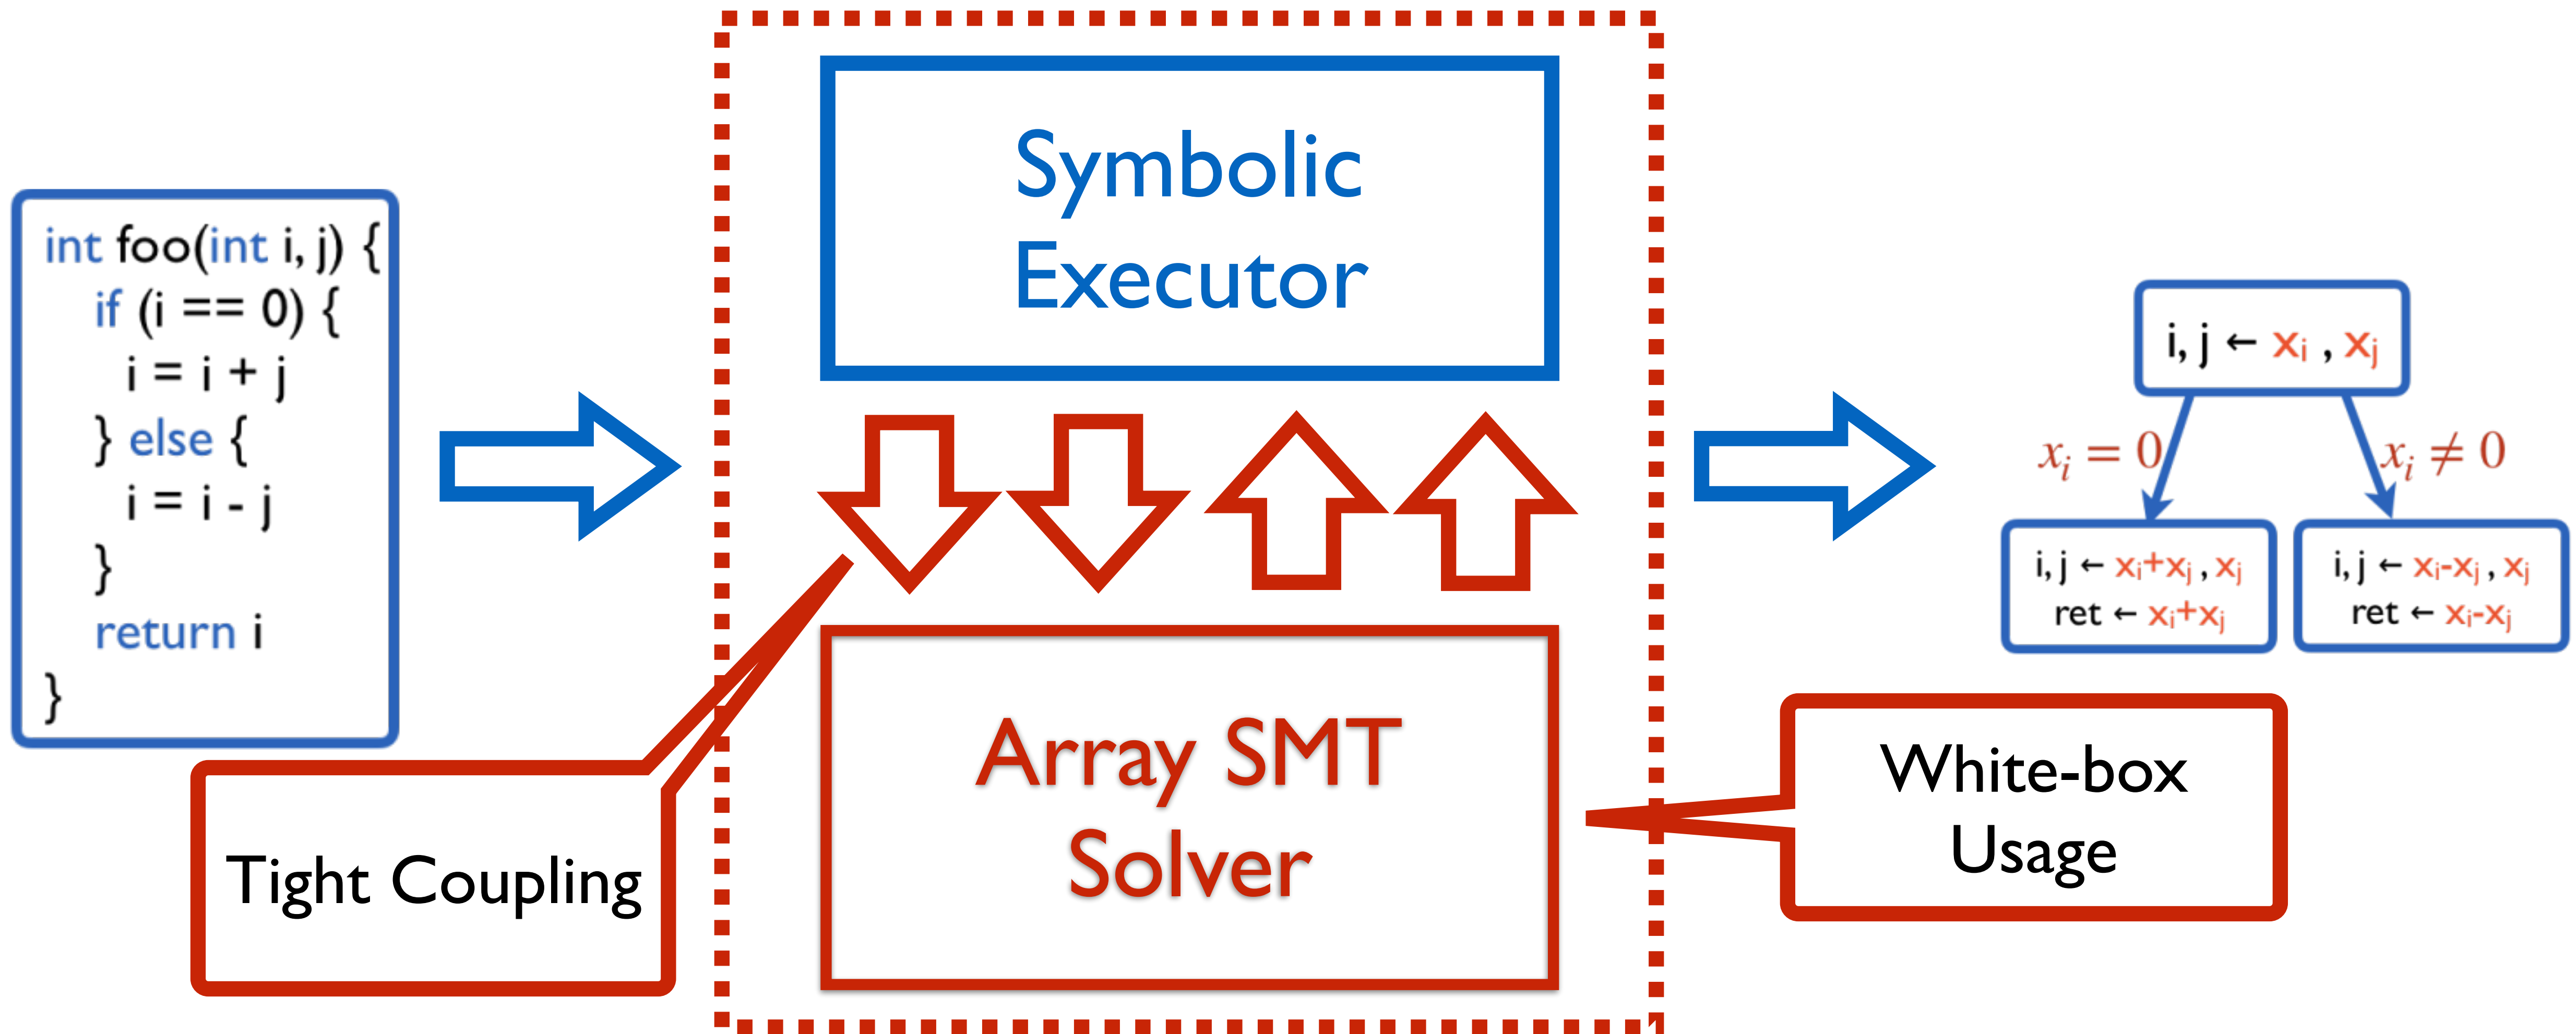 int foo(int i, j) {
if (i == 0) {
i = i + j
} else {
i = i - j
}
return i
}
Tight Coupling
Symbolic
Executor
Array SMT
Solver
White-box
Usage
i, j ← xᵢ , xⱼ
xᵢ = 0
xᵢ ≠ 0
i, j ← xᵢ+xⱼ , xⱼ
ret ← xᵢ+xⱼ
i, j ← xᵢ-xⱼ , xⱼ
ret ← xᵢ-xⱼ